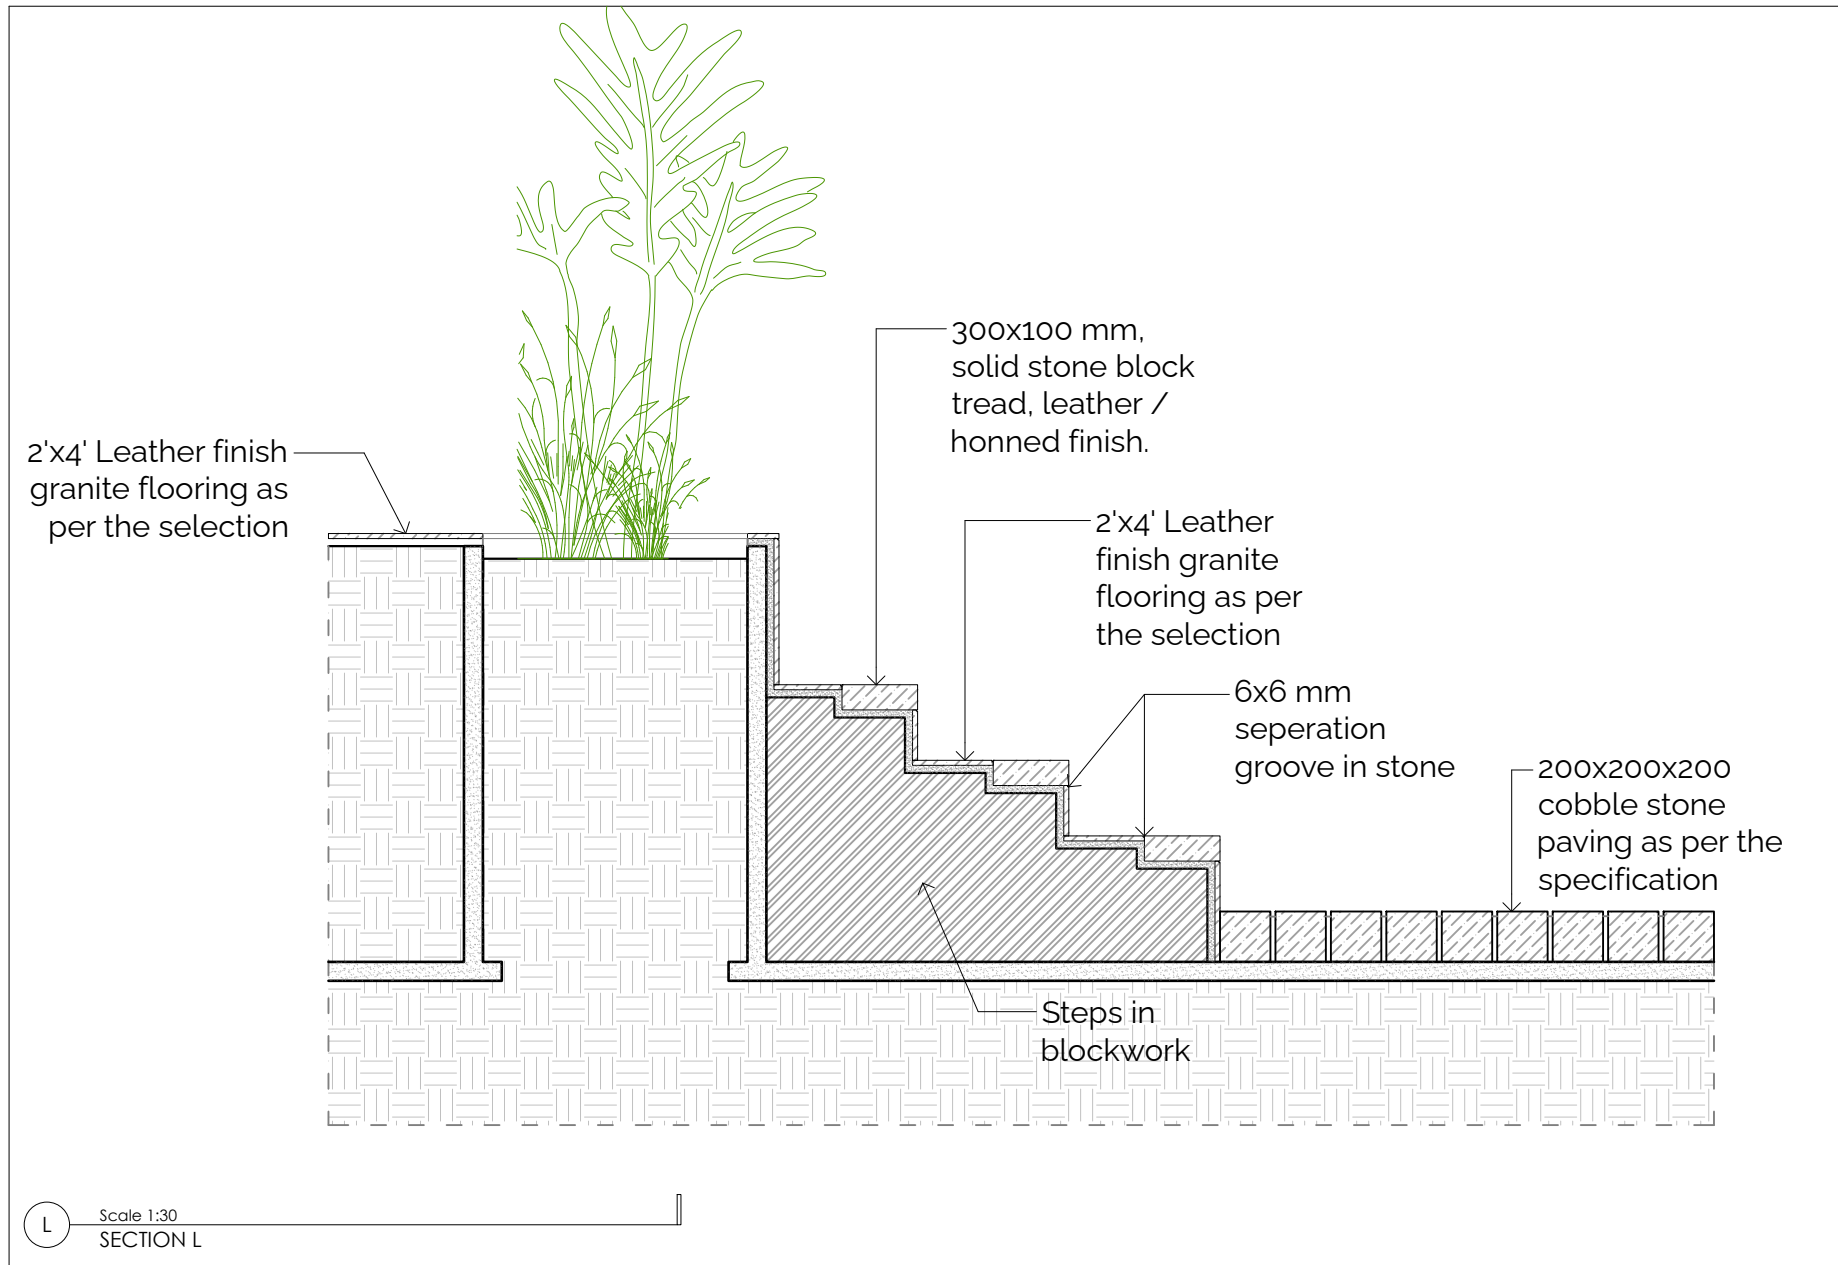 300x100 mm,
solid stone block
tread, leather /
honned finish.
2'x4' Leather finish
granite flooring as
per the selection
2'x4' Leather
finish granite
flooring as per
the selection
6x6 mm
seperation
groove in stone
200x200x200
cobble stone
paving as per the
specification
Steps in
blockwork
L
Scale 1:30
SECTION L